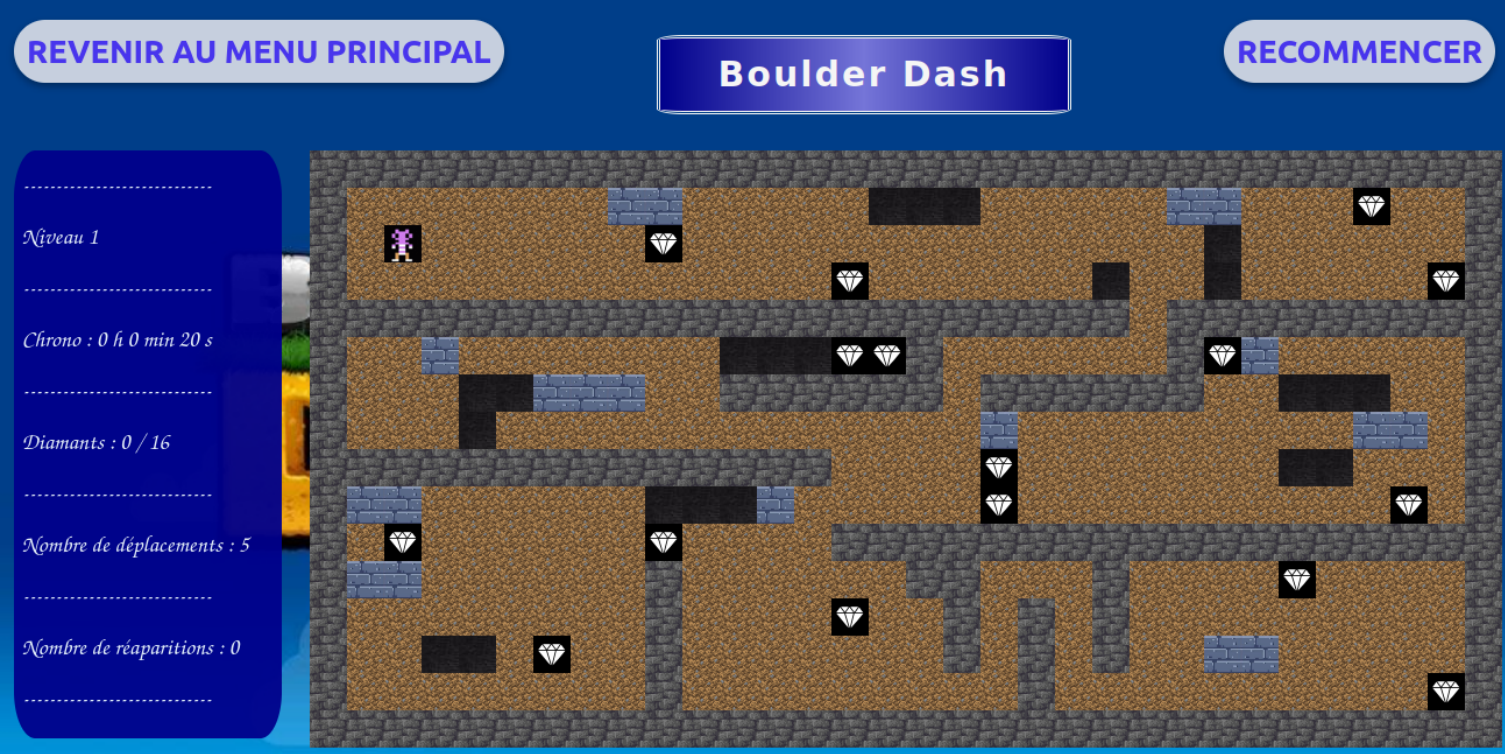 REVENIR AU MENU PRINCIPAL
Boulder Dash
RECOMMENCER
----------------------------
Niveau 1
----------------------------
Chrono : 0 h 0 min 20 s
----------------------------
Diamants : 0 / 16
----------------------------
Nombre de déplacements : 5
----------------------------
Nombre de réaparitions : 0
----------------------------